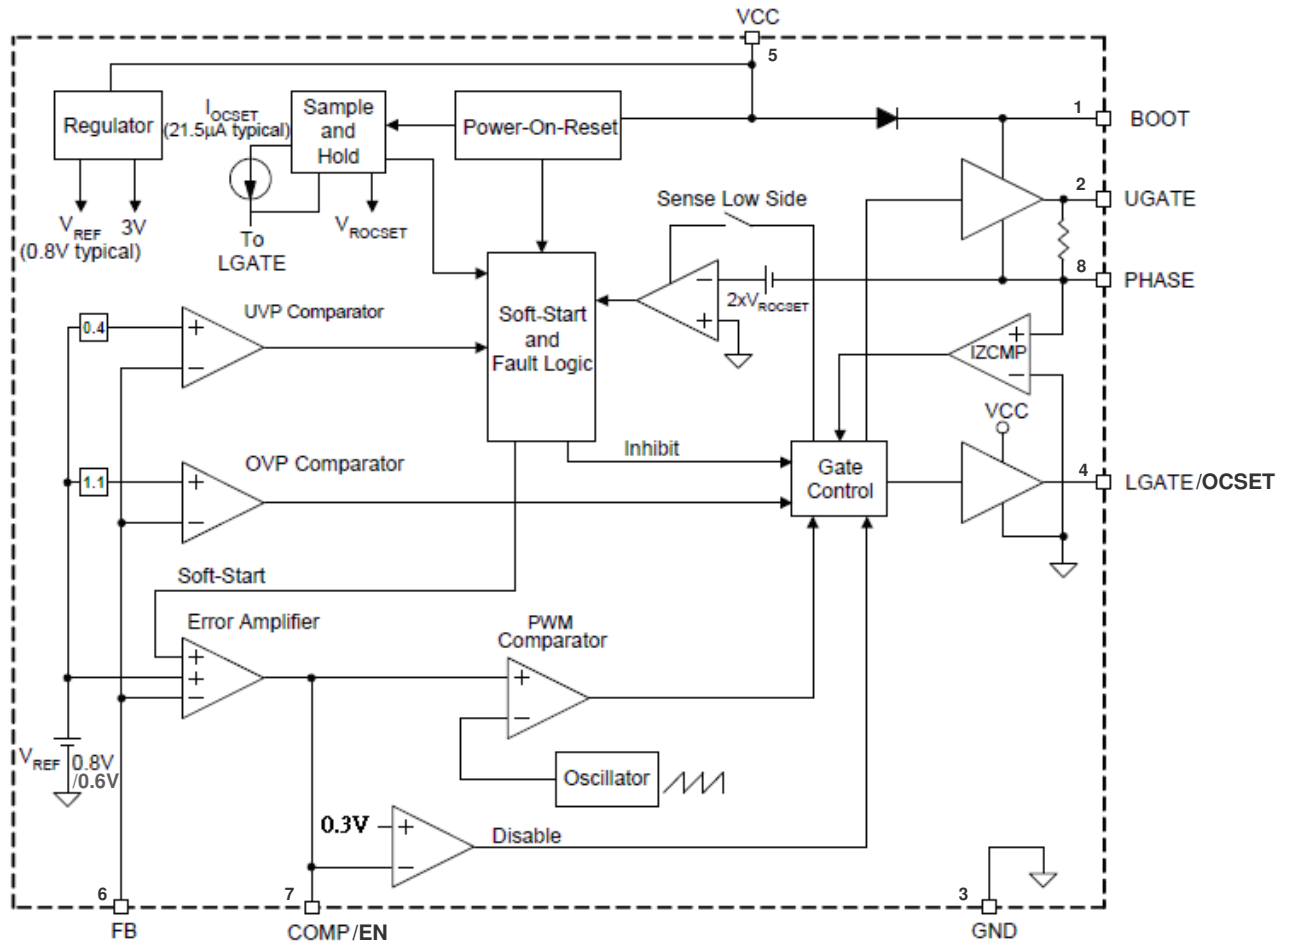 VCC
5
1
BOOT
Regulator
IOCSET
(21.5µA typical)
Sample
and
Hold
Power-On-Reset
2
UGATE
Sense Low Side
VREF
3V
(0.8V typical)
To
LGATE
VROCSET
8
PHASE
−
2xVROCSET
+
Soft-Start
and
Fault Logic
UVP Comparator
0.4
+
−
+
IZCMP
−
VCC
Inhibit
OVP Comparator
1.1
+
−
Gate
Control
4
LGATE/OCSET
Soft-Start
Error Amplifier
+
+
−
PWM
Comparator
+
−
VREF
0.8V
/0.6V
Oscillator
0.3V
+
−
Disable
6
7
3
FB
COMP/EN
GND